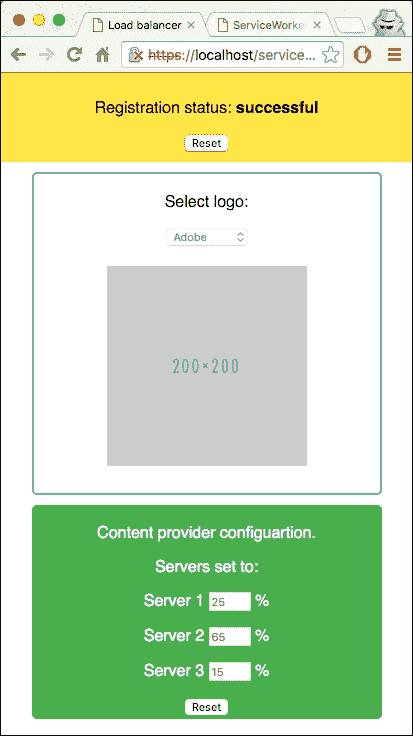 Load balancer
ServiceWorke
https://localhost/service...
Registration status: successful
Reset
Select logo:
Adobe
200×200
Content provider configuartion.
Servers set to:
Server 1 25 %
Server 2 65 %
Server 3 15 %
Reset